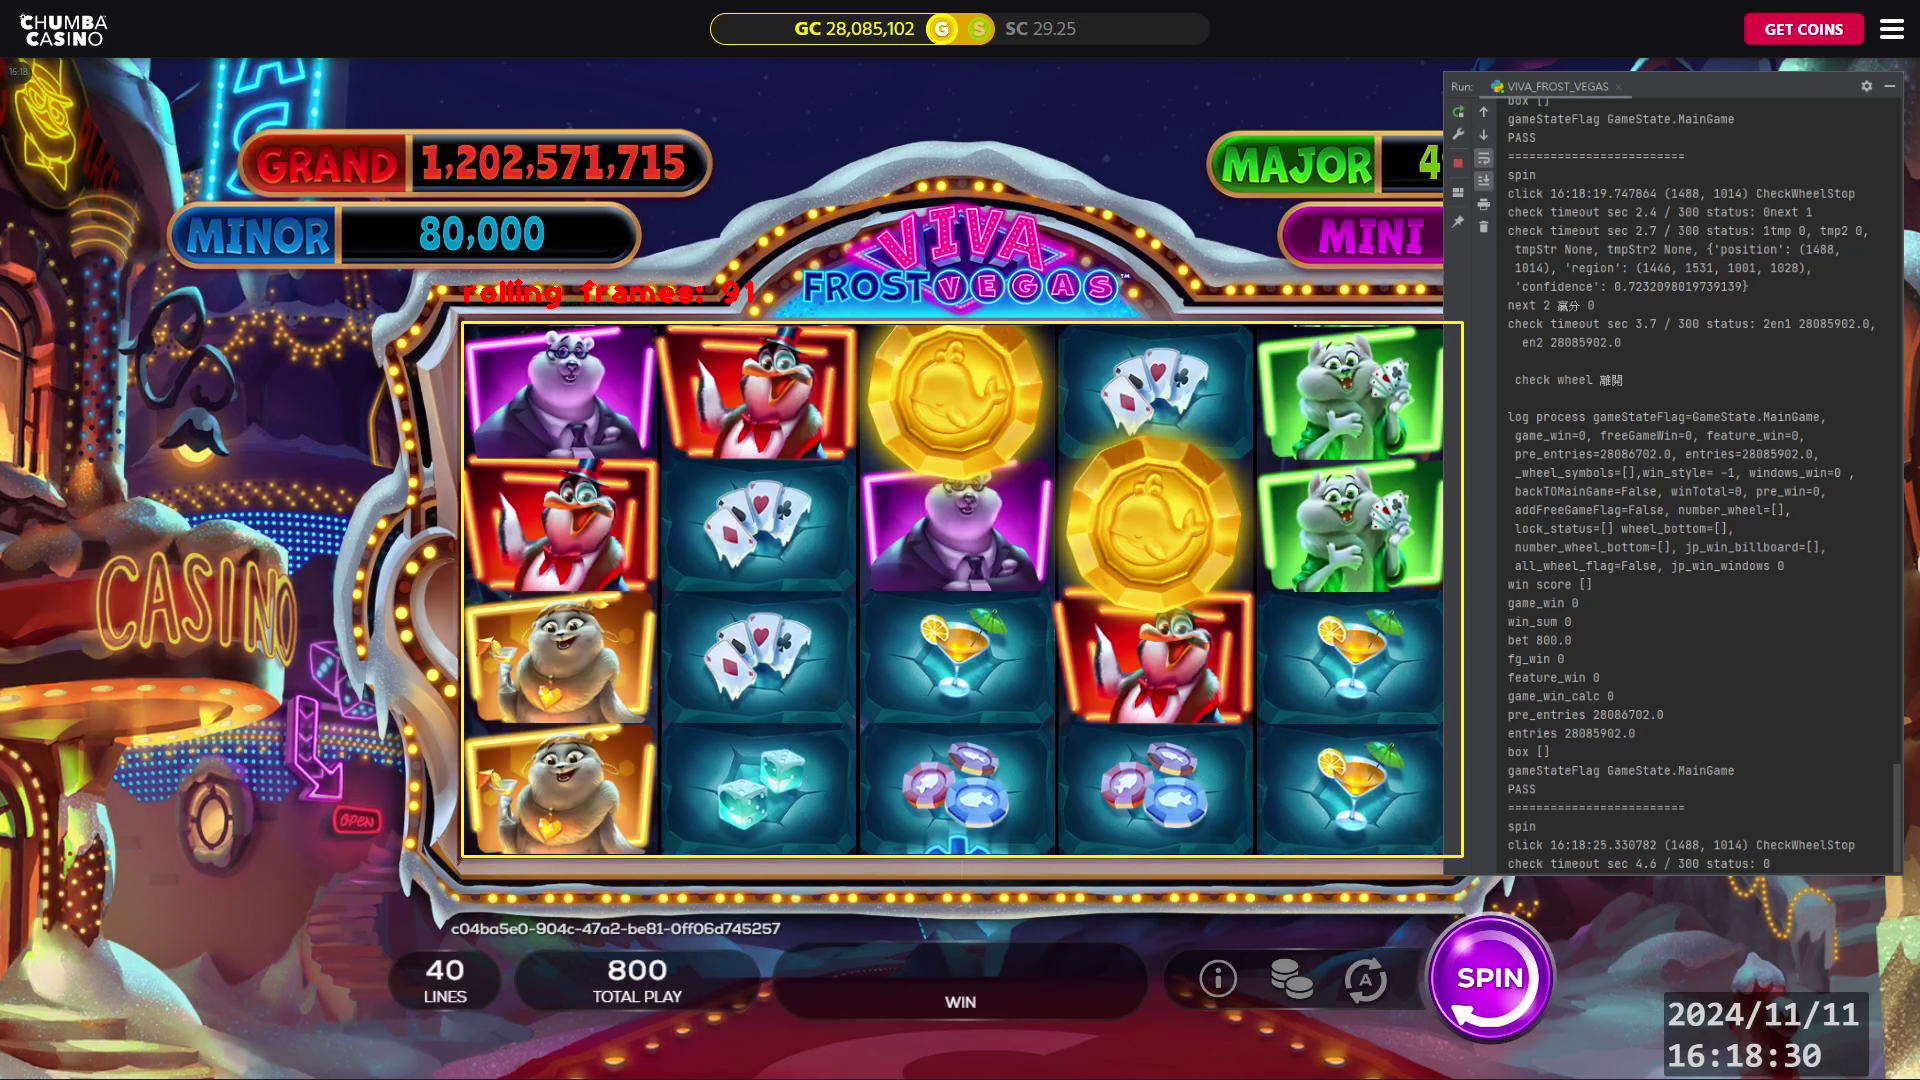 CHUMBA
CASINO
GC 28,085,102
G
S
SC 29.25
GET COINS
16:18
GRAND 1,202,571,715
MAJOR 4
MINOR 80,000
MINI
VIVA
FROST VEGAS™
rolling frames: 91
CASINO
OPEN
Run: VIVA_FROST_VEGAS
box []
gameStateFlag GameState.MainGame
PASS
=========================
spin
click 16:18:19.747864 (1488, 1014) CheckWheelStop
check timeout sec 2.4 / 300 status: 0next 1
check timeout sec 2.7 / 300 status: 1tmp 0, tmp2 0,
tmpStr None, tmpStr2 None, {'position': (1488,
1014), 'region': (1446, 1531, 1001, 1028),
'confidence': 0.7232098019739139}
next 2 贏分 0
check timeout sec 3.7 / 300 status: 2en1 28085902.0,
en2 28085902.0
check wheel 離開
log process gameStateFlag=GameState.MainGame,
game_win=0, freeGameWin=0, feature_win=0,
pre_entries=28086702.0, entries=28085902.0,
_wheel_symbols=[],win_style= -1, windows_win=0 ,
backTOMainGame=False, winTotal=0, pre_win=0,
addFreeGameFlag=False, number_wheel=[],
lock_status=[] wheel_bottom=[],
number_wheel_bottom=[], jp_win_billboard=[],
all_wheel_flag=False, jp_win_windows 0
win score []
game_win 0
win_sum 0
bet 800.0
fg_win 0
feature_win 0
game_win_calc 0
pre_entries 28086702.0
entries 28085902.0
box []
gameStateFlag GameState.MainGame
PASS
=========================
spin
click 16:18:25.330782 (1488, 1014) CheckWheelStop
check timeout sec 4.6 / 300 status: 0
c04ba5e0-904c-47a2-be81-0ff06d745257
40
LINES
800
TOTAL PLAY
WIN
A
SPIN
2024/11/11
16:18:30